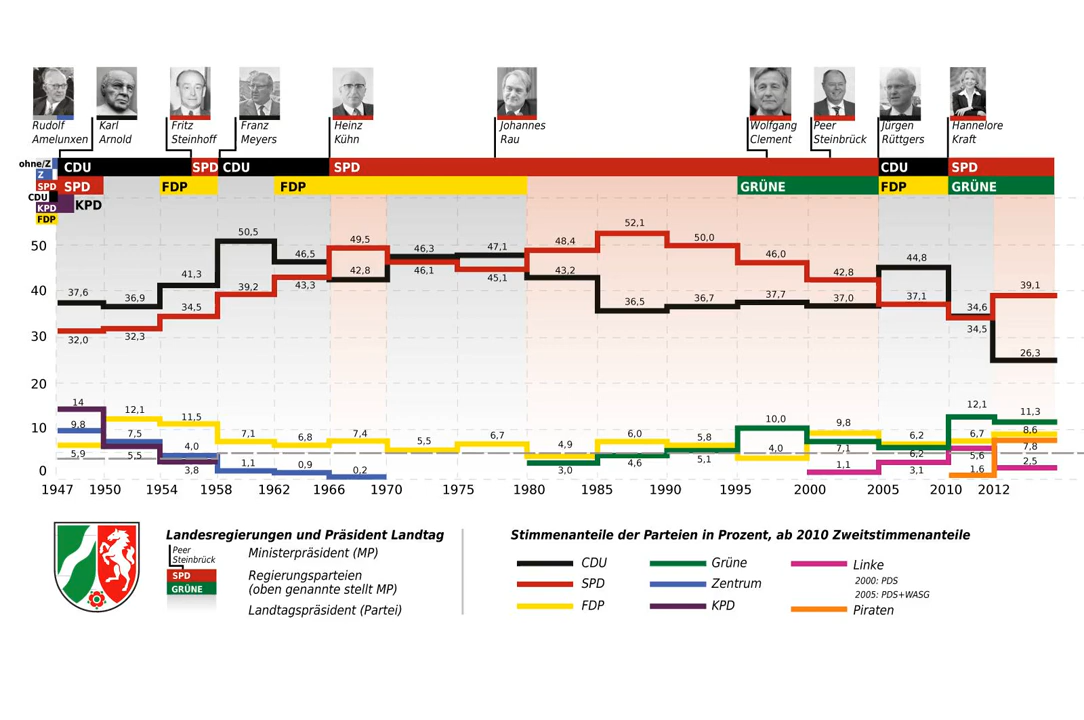 Rudolf
Amelunxen
Karl
Arnold
Fritz
Steinhoff
Franz
Meyers
Heinz
Kühn
Johannes
Rau
Wolfgang
Clement
Peer
Steinbrück
Jürgen
Rüttgers
Hannelore
Kraft
ohne/Z
CDU
SPD
CDU
SPD
CDU
SPD
Z
SPD
SPD
FDP
FDP
GRÜNE
FDP
GRÜNE
CDU
KPD
KPD
FDP
50
40
30
20
10
0
37,6
36,9
41,3
50,5
46,5
49,5
46,3
47,1
48,4
52,1
50,0
46,0
42,8
44,8
34,6
39,1
32,0
32,3
34,5
39,2
43,3
42,8
46,1
45,1
43,2
36,5
36,7
37,7
37,0
37,1
34,5
26,3
14
12,1
11,5
7,1
6,8
7,4
5,5
6,7
4,9
6,0
5,8
10,0
9,8
6,2
12,1
11,3
9,8
7,5
4,0
1,1
0,9
0,2
3,0
4,6
5,1
4,0
7,1
6,2
6,7
8,6
5,9
5,5
3,8
1,1
3,1
5,6
7,8
1,6
2,5
1947 1950 1954 1958 1962 1966 1970 1975 1980 1985 1990 1995 2000 2005 2010 2012
Landesregierungen und Präsident Landtag
Peer
Steinbrück
Ministerpräsident (MP)
SPD
GRÜNE
Regierungsparteien
(oben genannte stellt MP)
Landtagspräsident (Partei)
Stimmenanteile der Parteien in Prozent, ab 2010 Zweitstimmenanteile
CDU
SPD
FDP
Grüne
Zentrum
KPD
Linke
2000: PDS
2005: PDS+WASG
Piraten